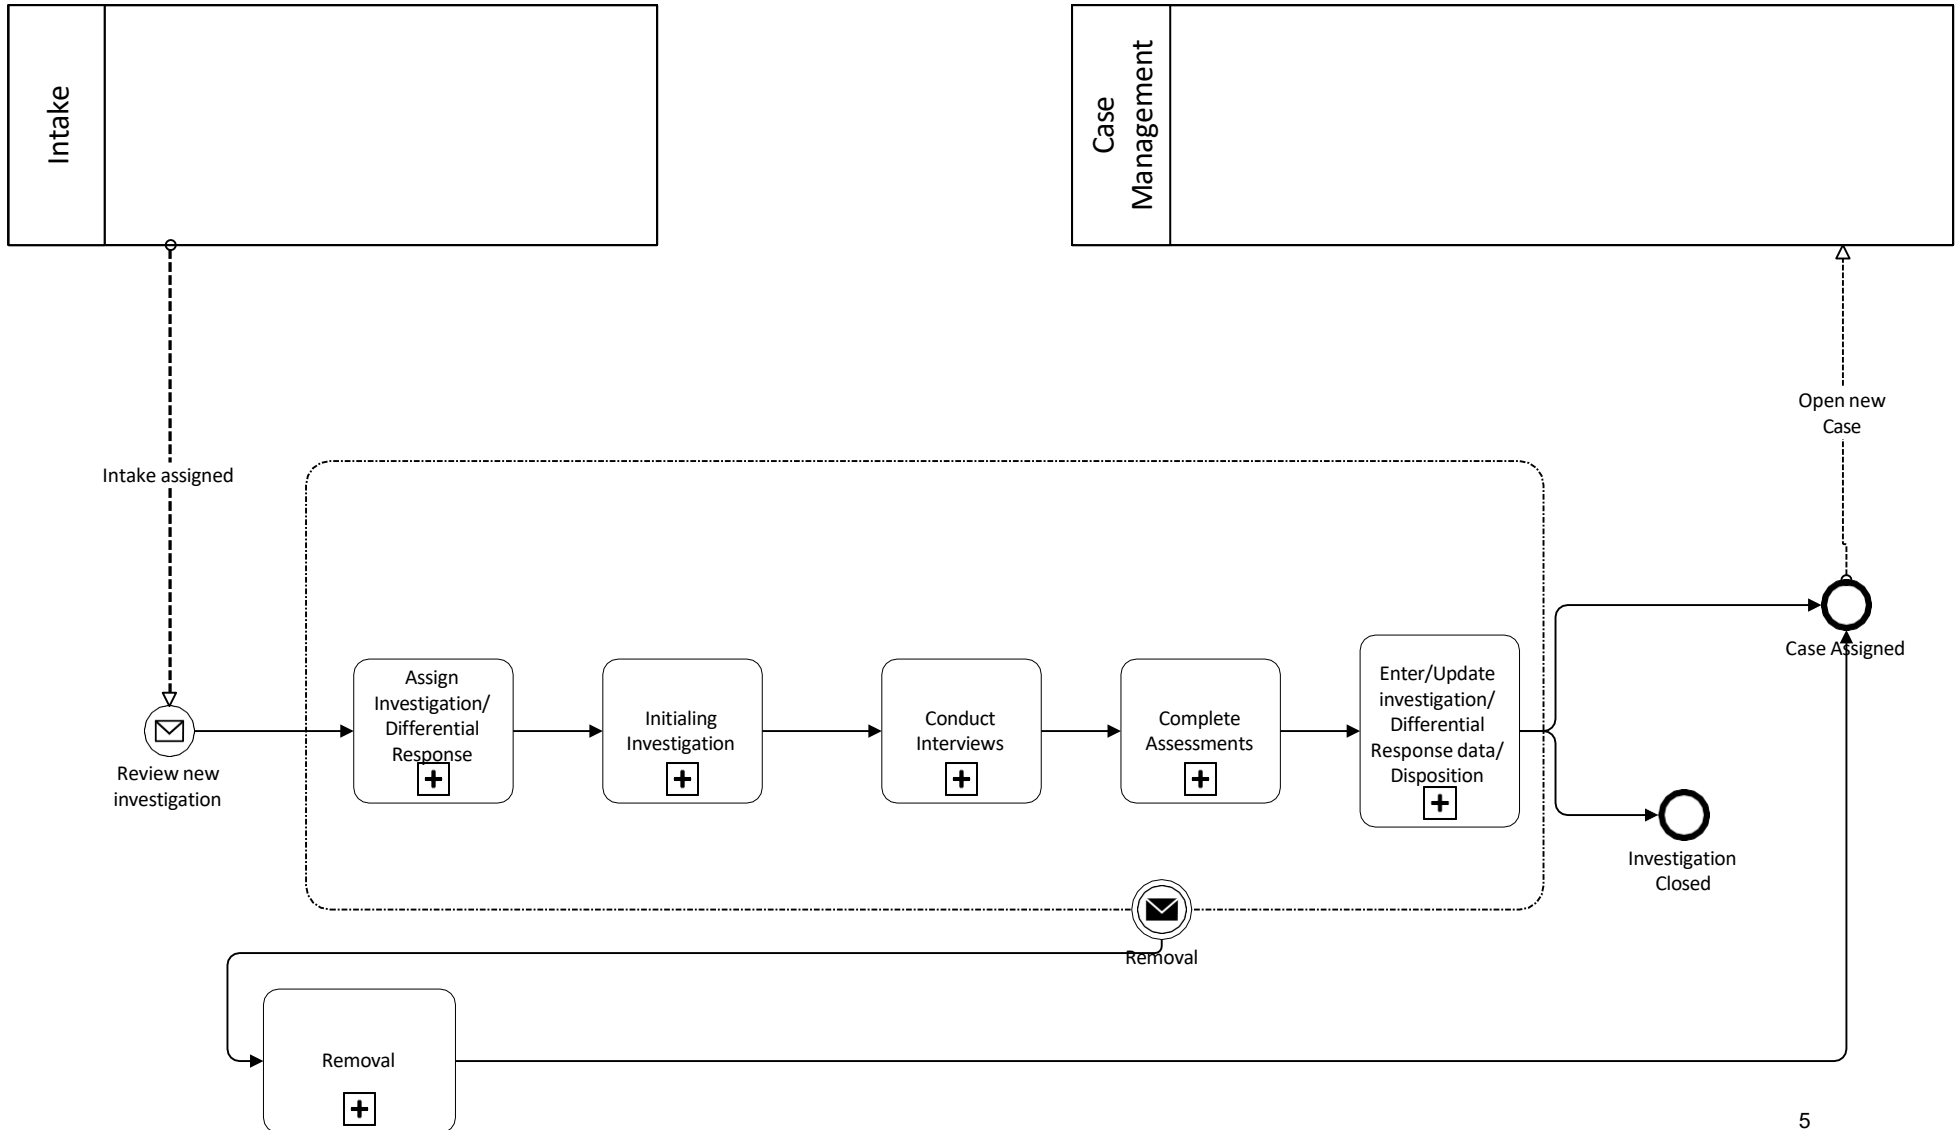 Intake
Case
Management
Intake assigned
Open new
Case
Case Assigned
Assign
Investigation/
Differential
Response
Initialing
Investigation
Conduct
Interviews
Complete
Assessments
Enter/Update
investigation/
Differential
Response data/
Disposition
Review new
investigation
Investigation
Closed
Removal
Removal
5